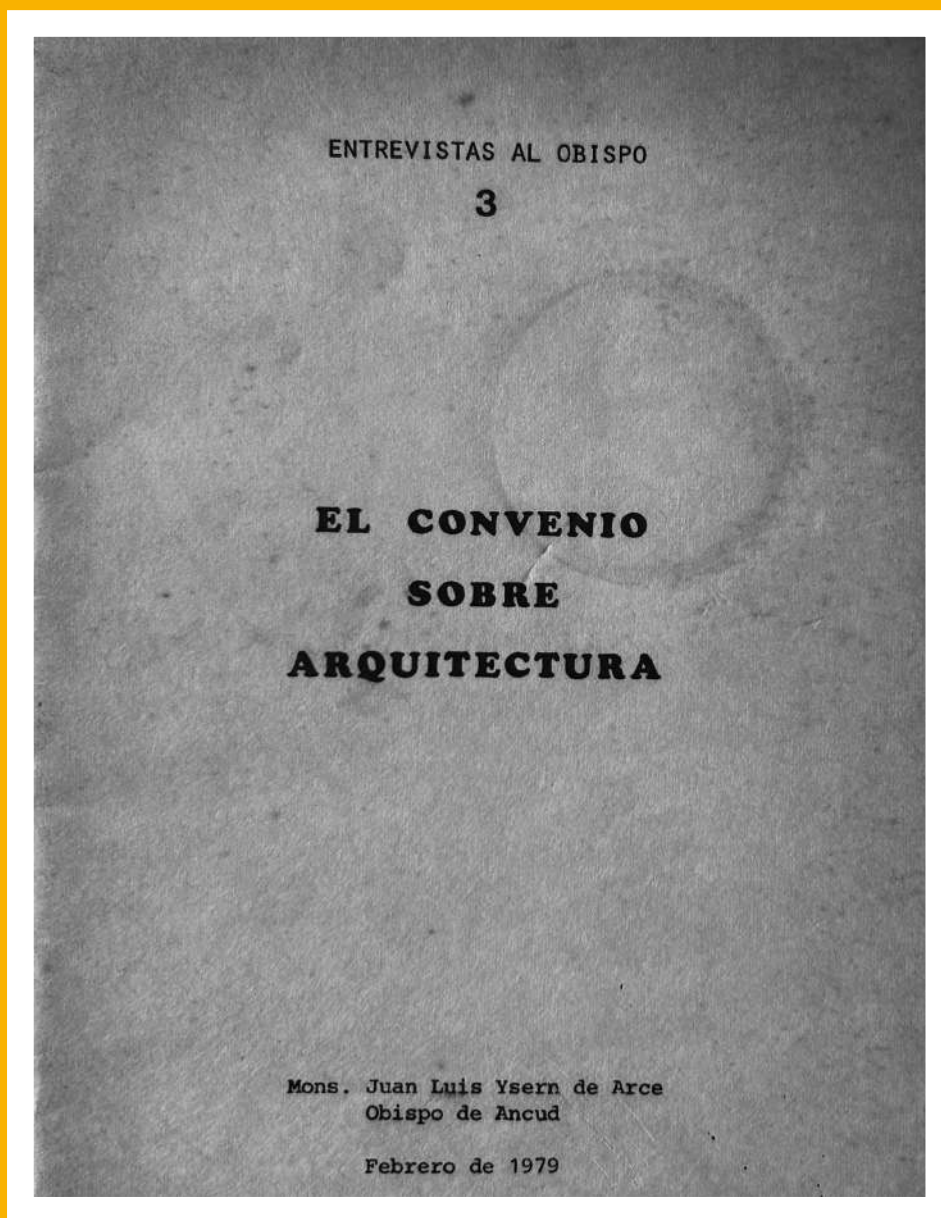 ENTREVISTAS AL OBISPO
3
EL CONVENIO
SOBRE
ARQUITECTURA
Mons. Juan Luis Ysern de Arce
Obispo de Ancud
Febrero de 1979